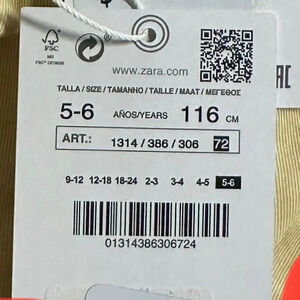 FSC
www.zara.com
TALLA / SIZE / TAMANHO / TAILLE / MAAT / ΜΕΓΕΘΟΣ
5-6 AÑOS/YEARS 116 CM
ART.: 1314 / 386 / 306 72
9-12 12-18 18-24 2-3 3-4 4-5 5-6
01314386306724